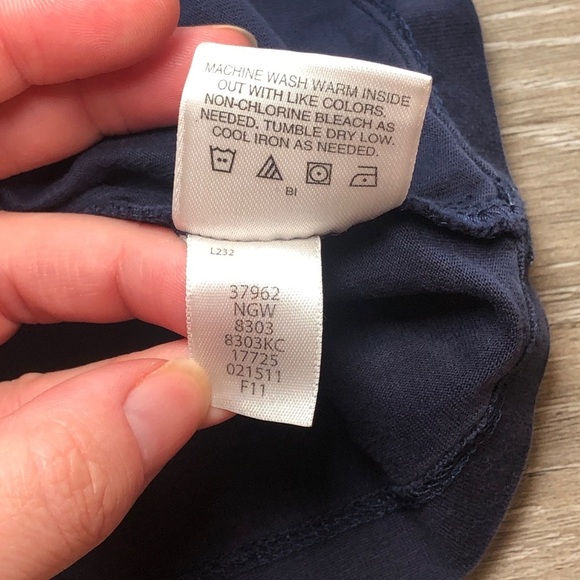 MACHINE WASH WARM INSIDE
OUT WITH LIKE COLORS.
NON-CHLORINE BLEACH AS
NEEDED. TUMBLE DRY LOW.
COOL IRON AS NEEDED.
BI
L232
37962
NGW
8303
8303KC
17725
021511
F11